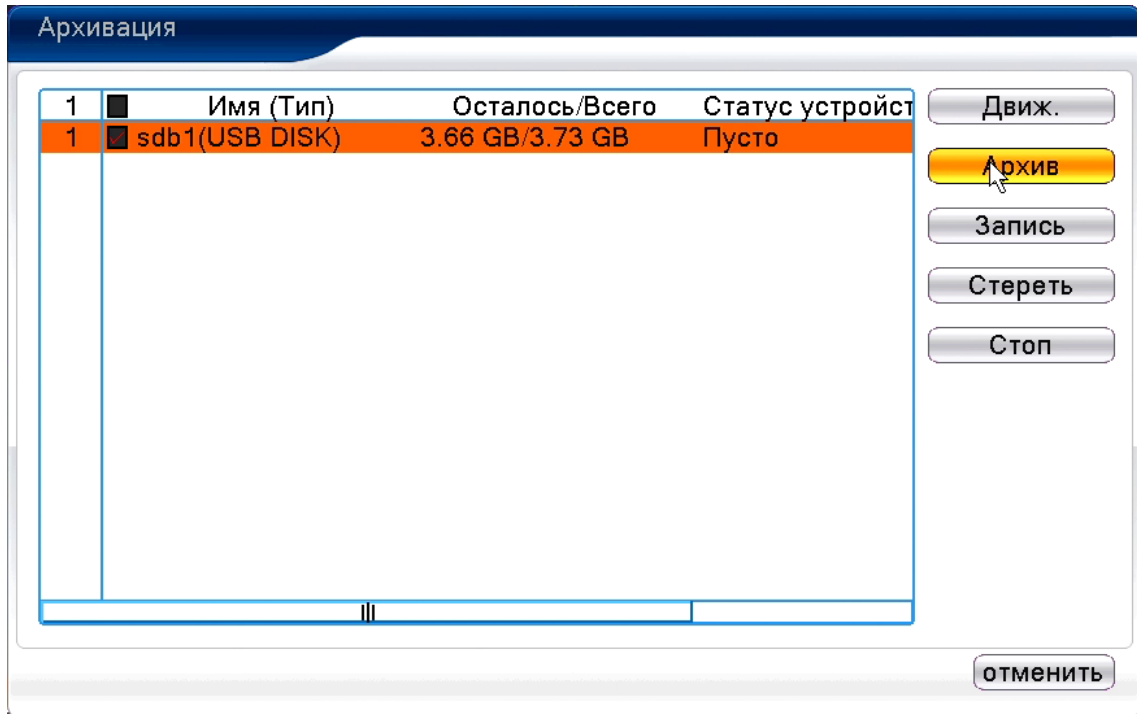 Архивация
1 Имя (Тип) Осталось/Всего Статус устройст
1 sdb1(USB DISK) 3.66 GB/3.73 GB Пусто
Движ.
Архив
Запись
Стереть
Стоп
отменить